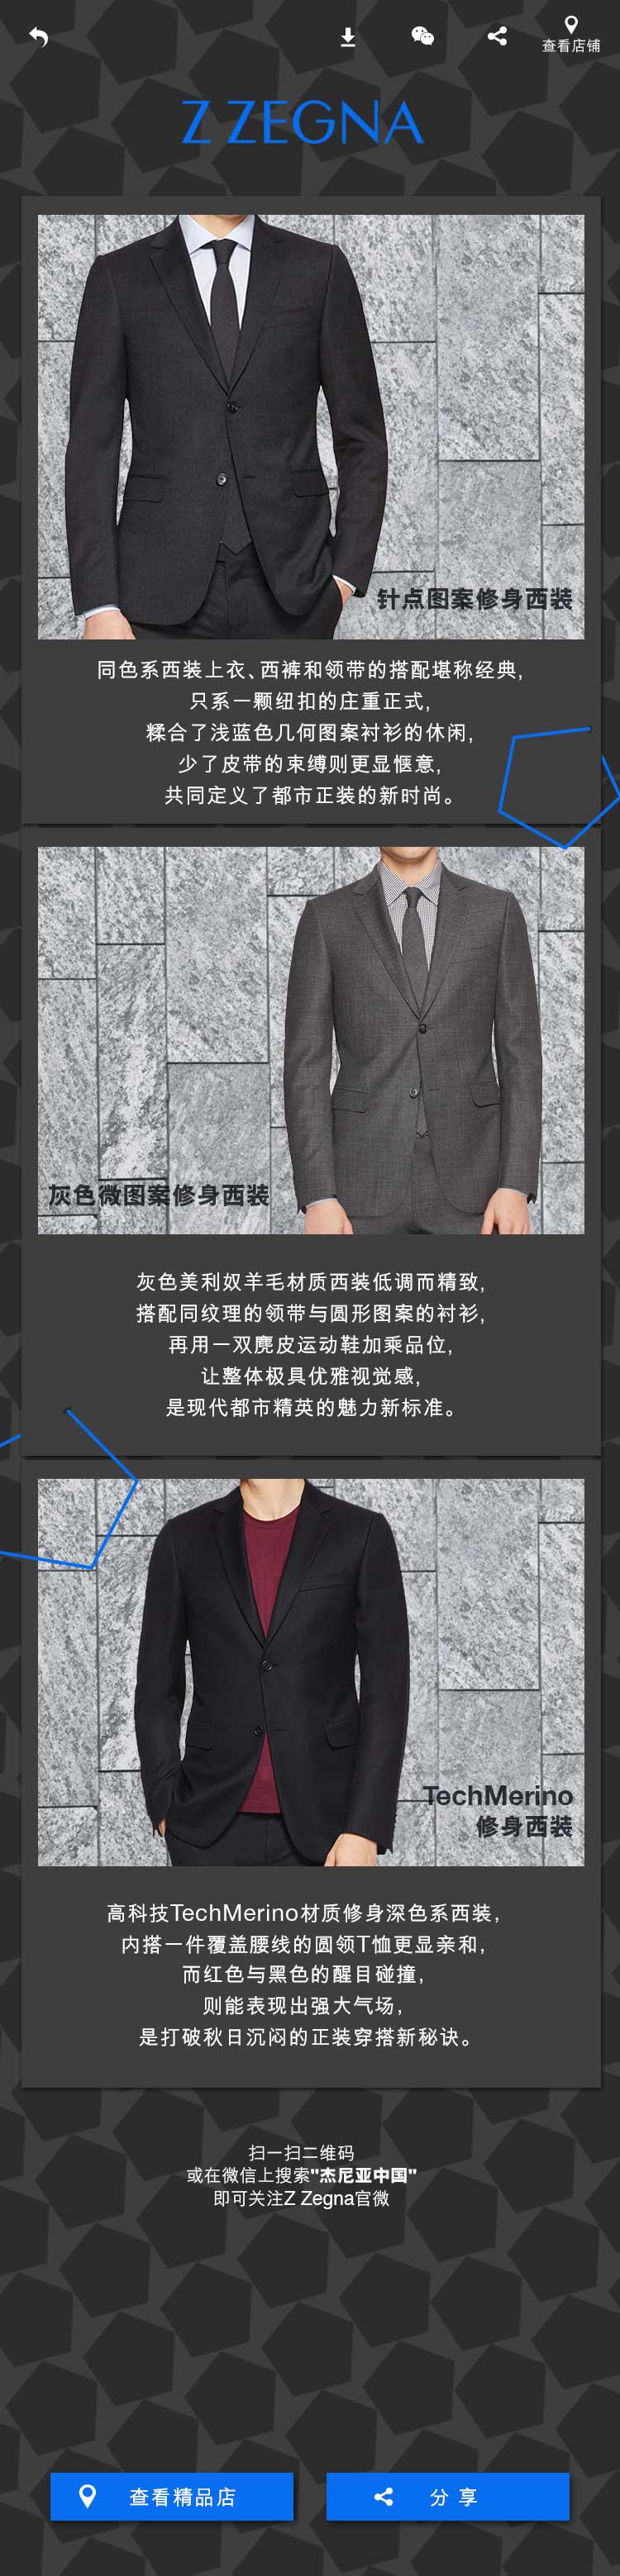 查看店铺
Z ZEGNA
针点图案修身西装
同色系西装上衣、西裤和领带的搭配堪称经典,
只系一颗纽扣的庄重正式,
糅合了浅蓝色几何图案衬衫的休闲,
少了皮带的束缚则更显惬意,
共同定义了都市正装的新时尚。
灰色微图案修身西装
灰色美利奴羊毛材质西装低调而精致,
搭配同纹理的领带与圆形图案的衬衫,
再用一双麂皮运动鞋加乘品位,
让整体极具优雅视觉感,
是现代都市精英的魅力新标准。
TechMerino
修身西装
高科技TechMerino材质修身深色系西装,
内搭一件覆盖腰线的圆领T恤更显亲和,
而红色与黑色的醒目碰撞,
则能表现出强大气场,
是打破秋日沉闷的正装穿搭新秘诀。
扫一扫二维码
或在微信上搜索"杰尼亚中国"
即可关注Z Zegna官微
查看精品店
分享